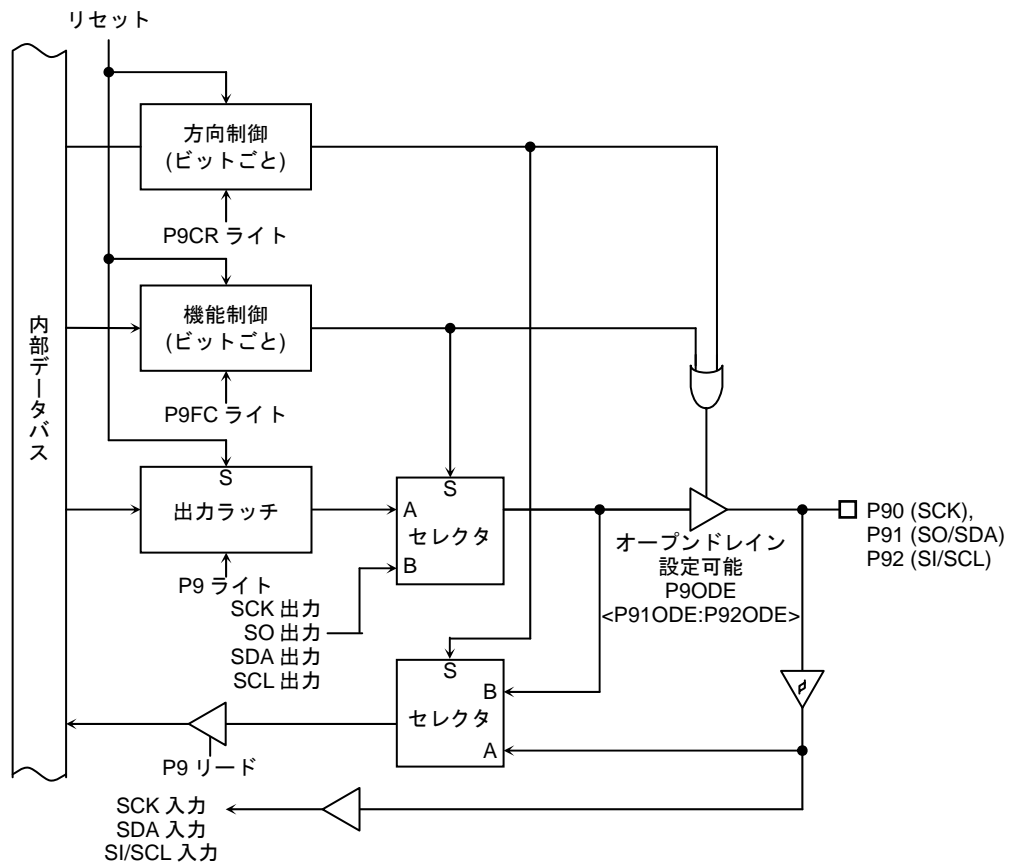 リセット
方向制御
(ビットごと)
P9CR ライト
内部データバス
機能制御
(ビットごと)
P9FC ライト
S
出力ラッチ
P9 ライト
S
A
セレクタ
B
SCK 出力
SO 出力
SDA 出力
SCL 出力
オープンドレイン
設定可能
P9ODE
<P91ODE:P92ODE>
P90 (SCK),
P91 (SO/SDA)
P92 (SI/SCL)
S
B
セレクタ
A
P9 リード
SCK 入力
SDA 入力
SI/SCL 入力